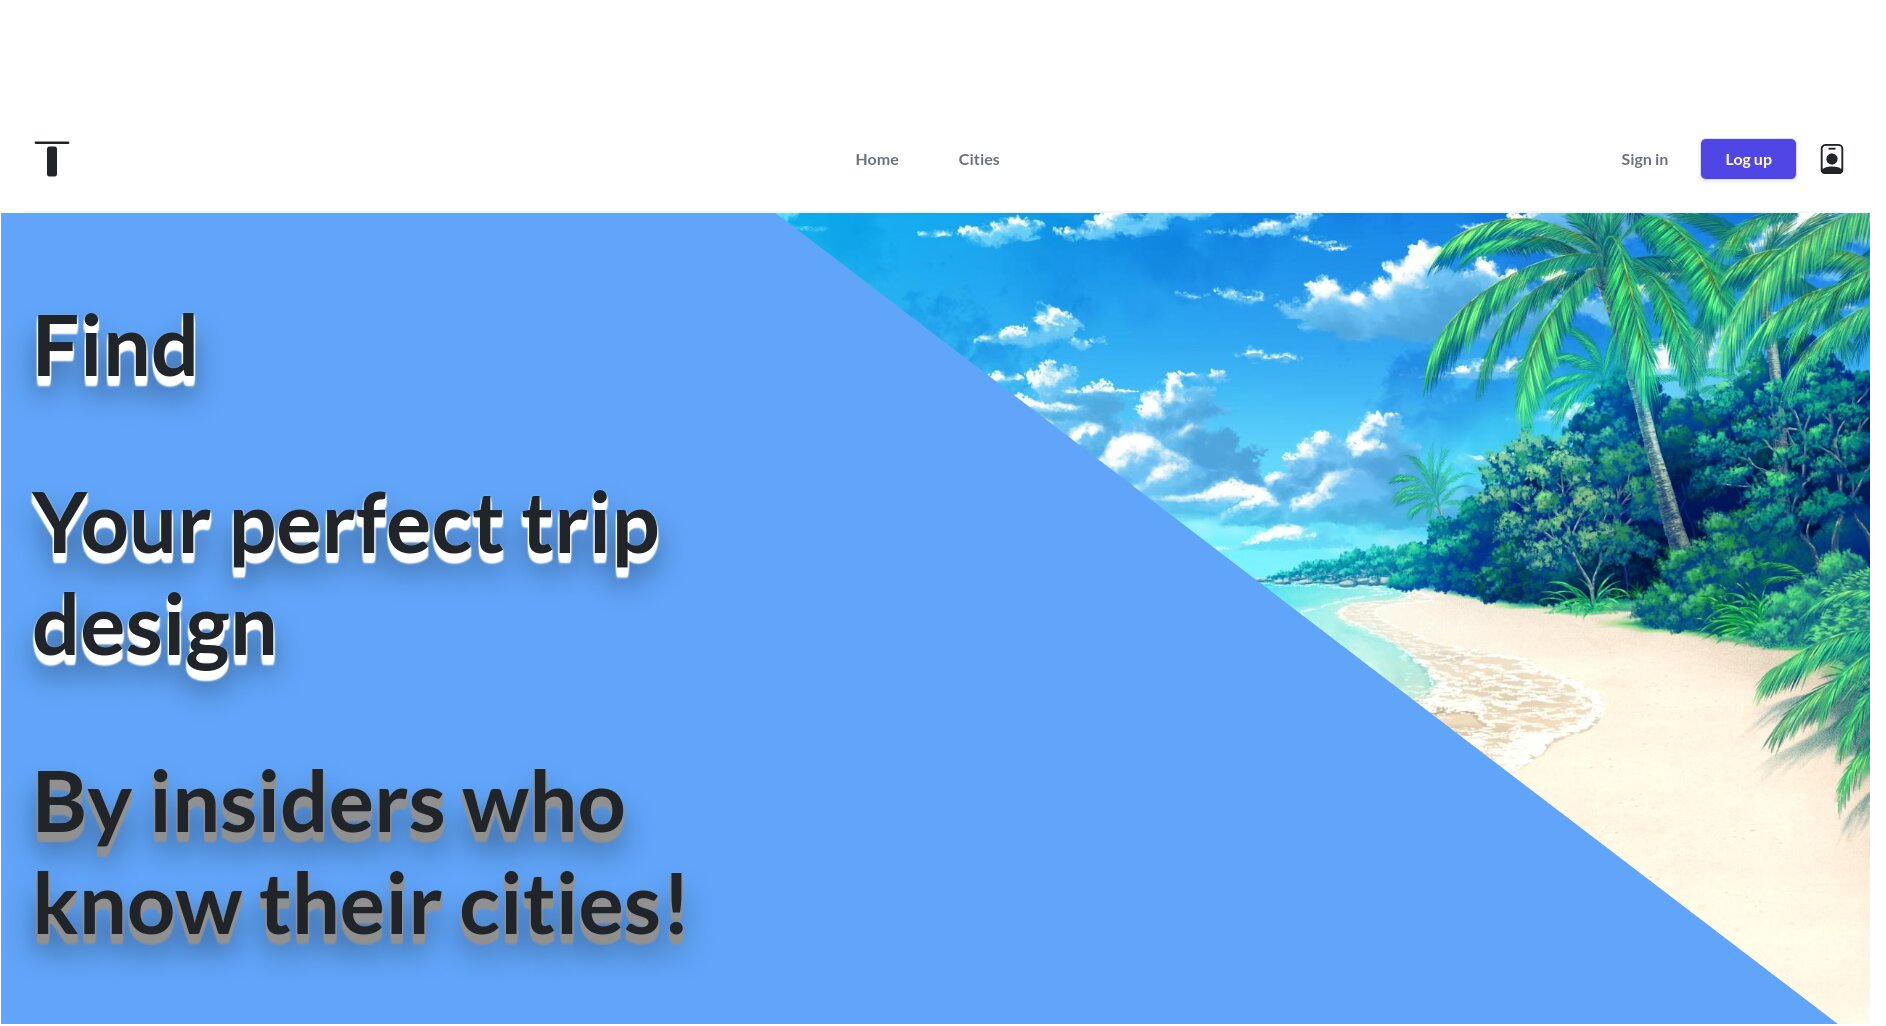 T
Home Cities Sign in Log up
Find
Your perfect trip
design
By insiders who
know their cities!